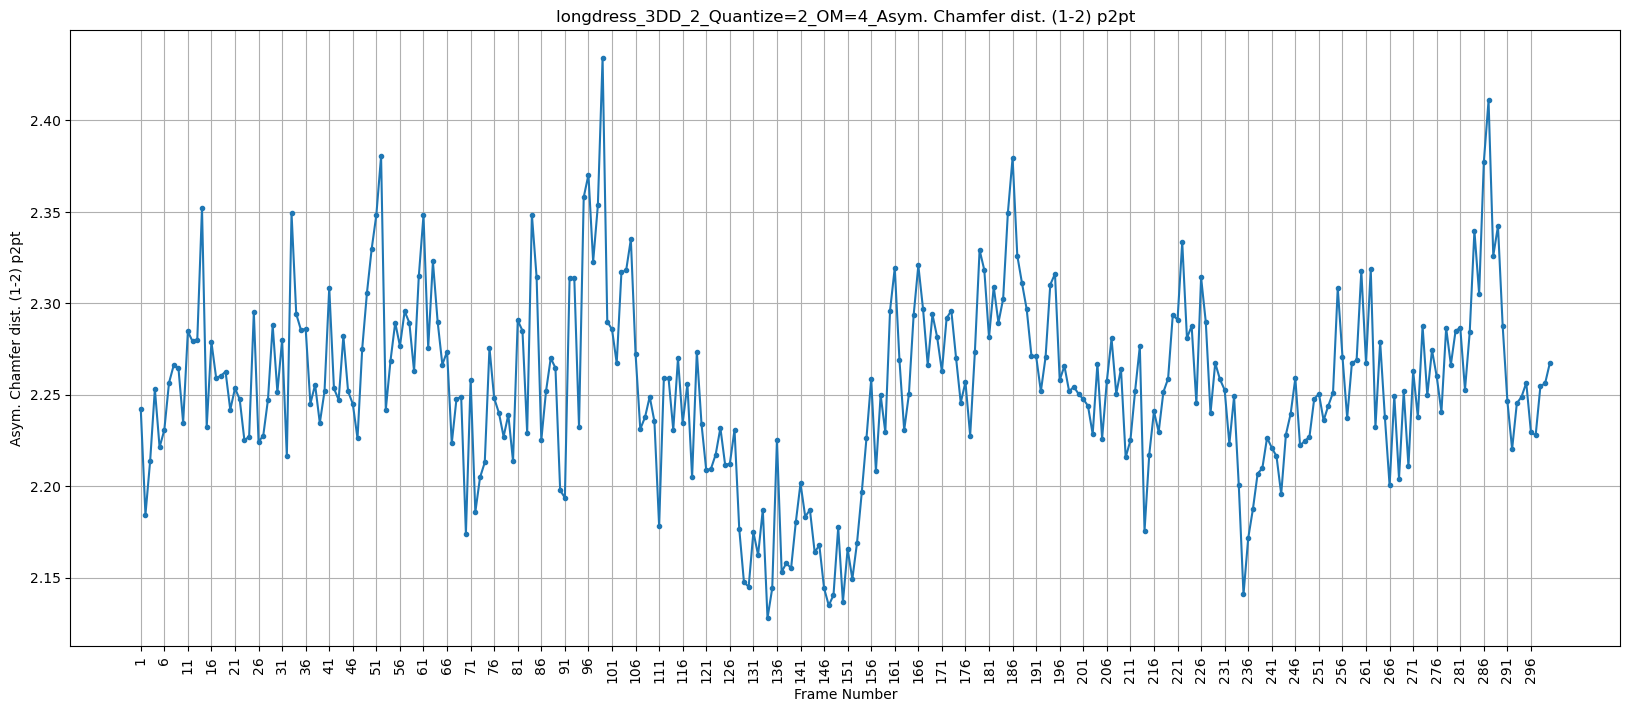 longdress_3DD_2_Quantize=2_OM=4_Asym. Chamfer dist. (1-2) p2pt
Asym. Chamfer dist. (1-2) p2pt
2.40
2.35
2.30
2.25
2.20
2.15
1 6 11 16 21 26 31 36 41 46 51 56 61 66 71 76 81 86 91 96 101 106 111 116 121 126 131 136 141 146 151 156 161 166 171 176 181 186 191 196 201 206 211 216 221 226 231 236 241 246 251 256 261 266 271 276 281 286 291 296
Frame Number